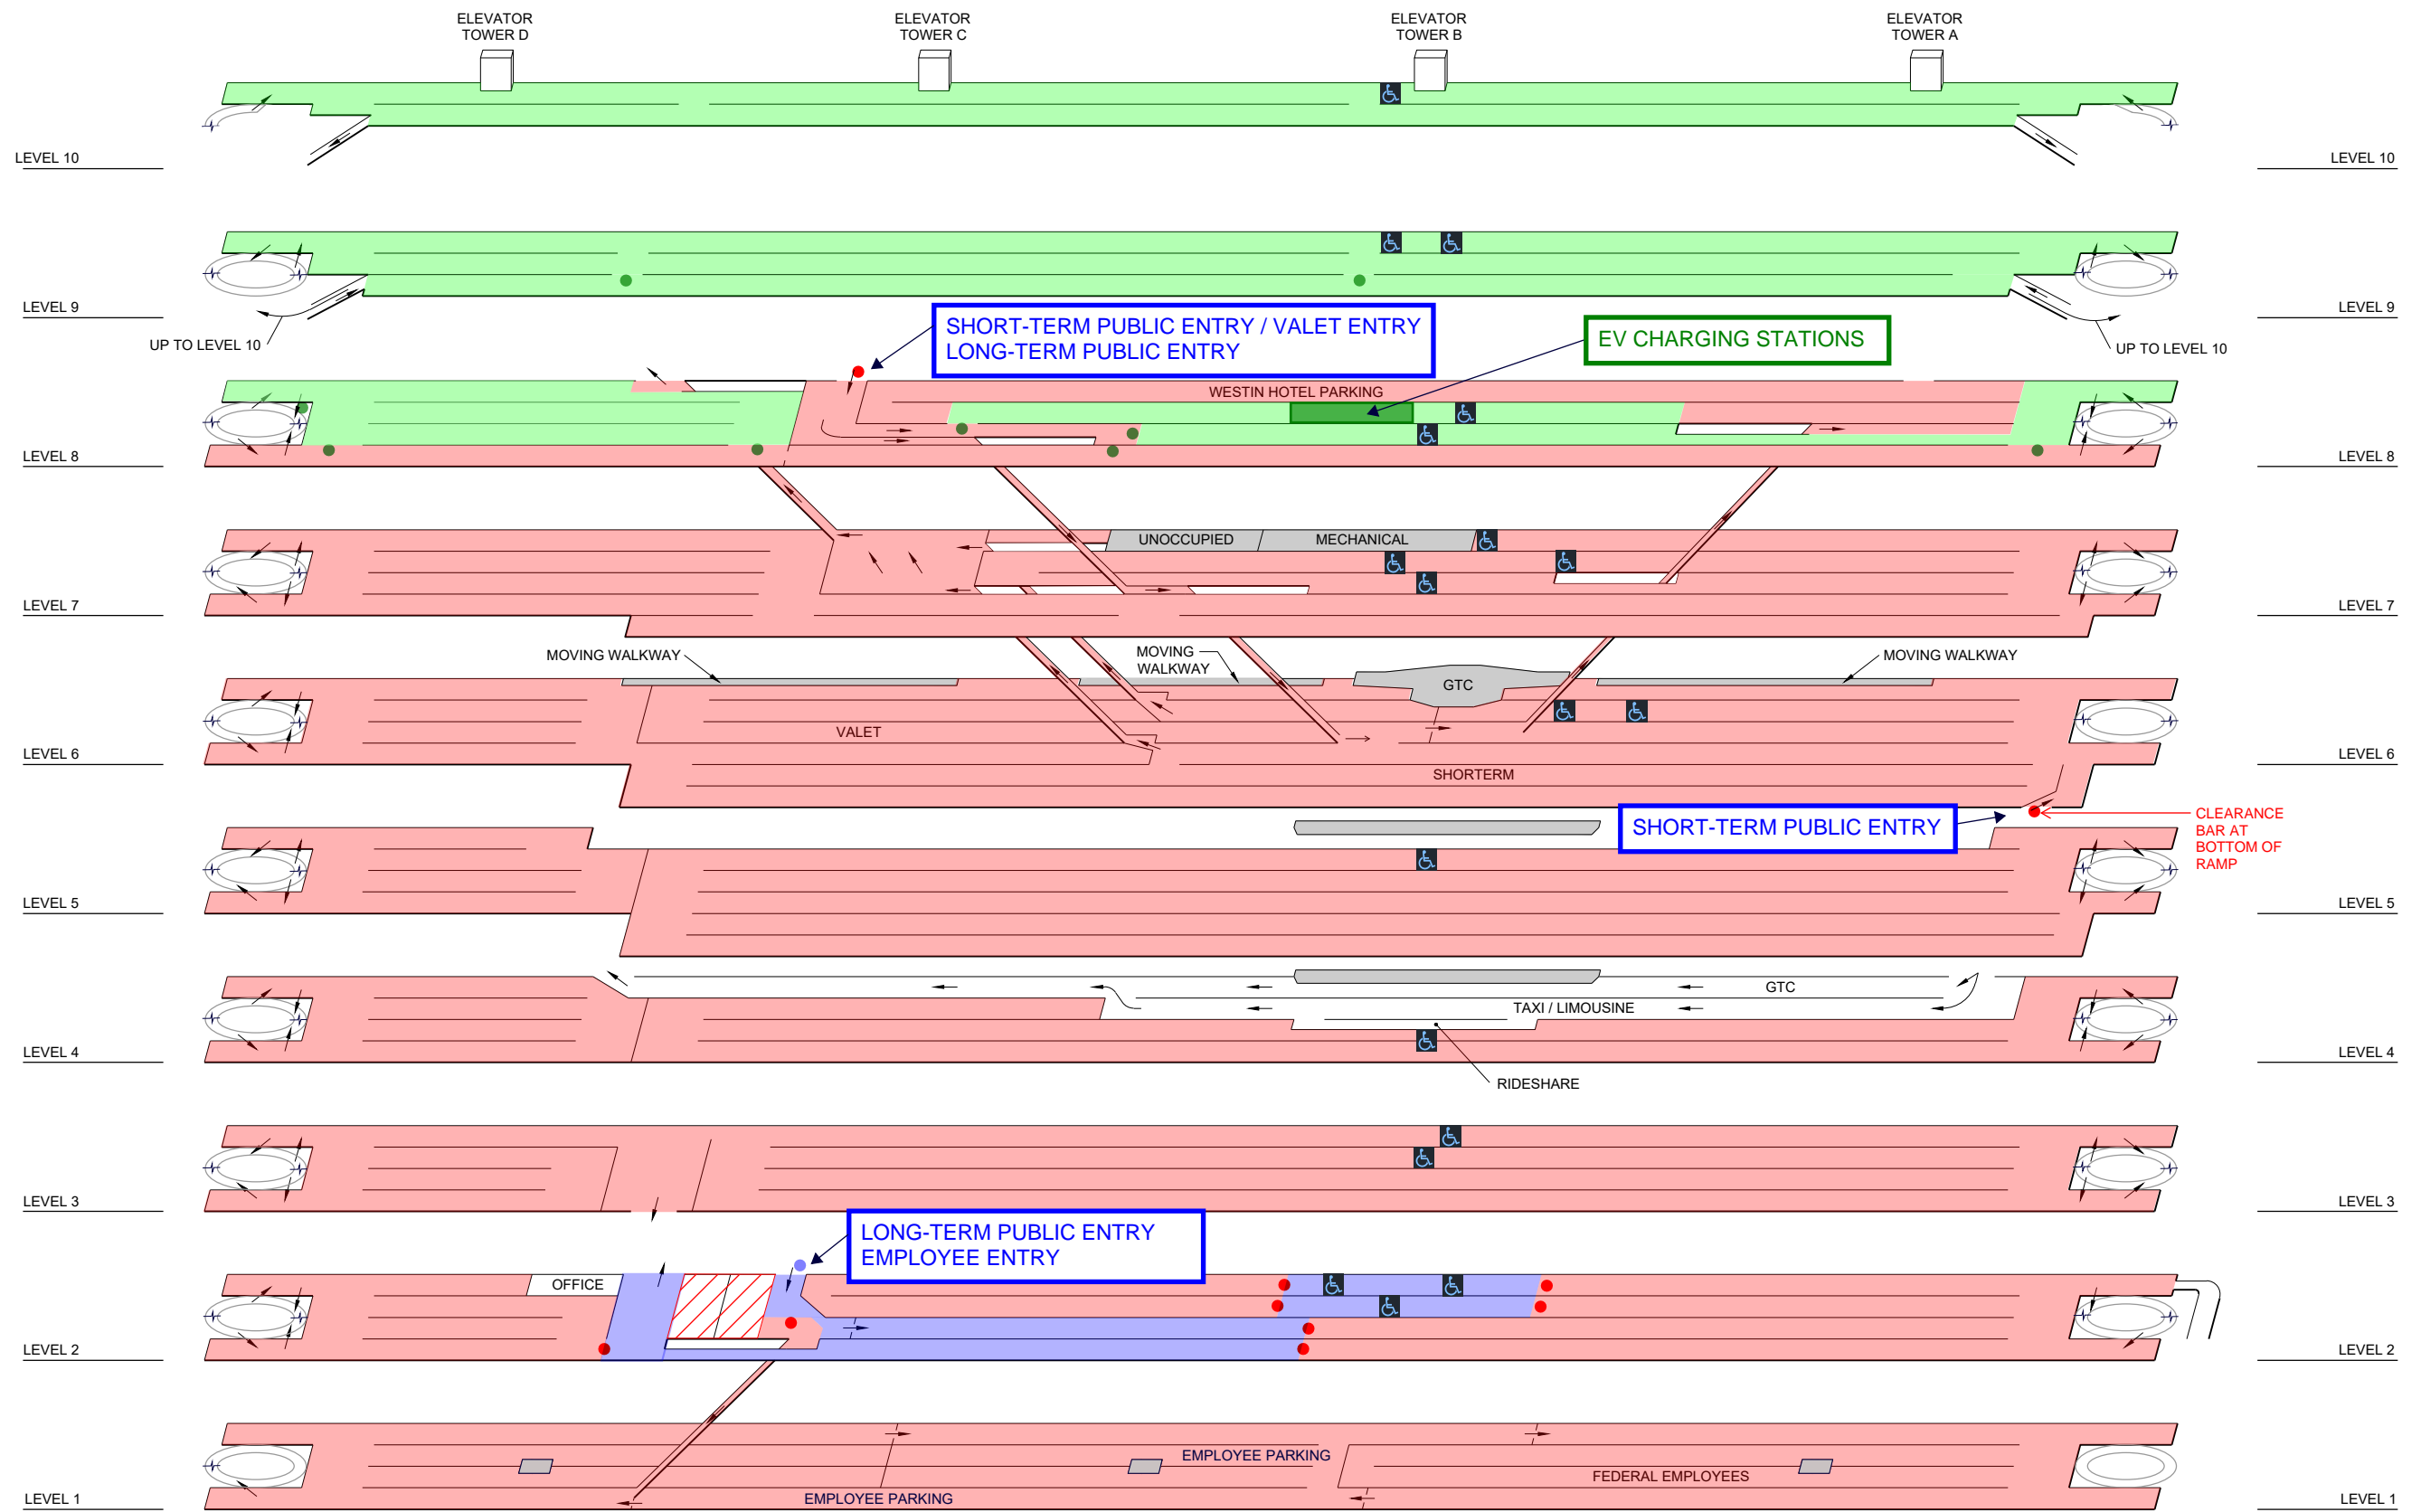 ELEVATOR
TOWER D
ELEVATOR
TOWER C
ELEVATOR
TOWER B
ELEVATOR
TOWER A
LEVEL 10
LEVEL 10
LEVEL 9
LEVEL 9
UP TO LEVEL 10
UP TO LEVEL 10
SHORT-TERM PUBLIC ENTRY / VALET ENTRY
LONG-TERM PUBLIC ENTRY
EV CHARGING STATIONS
WESTIN HOTEL PARKING
LEVEL 8
LEVEL 8
UNOCCUPIED
MECHANICAL
LEVEL 7
LEVEL 7
MOVING WALKWAY
MOVING
WALKWAY
MOVING WALKWAY
GTC
VALET
LEVEL 6
LEVEL 6
SHORTERM
SHORT-TERM PUBLIC ENTRY
CLEARANCE
BAR AT
BOTTOM OF
RAMP
LEVEL 5
LEVEL 5
GTC
TAXI / LIMOUSINE
LEVEL 4
LEVEL 4
RIDESHARE
LEVEL 3
LEVEL 3
LONG-TERM PUBLIC ENTRY
EMPLOYEE ENTRY
OFFICE
LEVEL 2
LEVEL 2
EMPLOYEE PARKING
FEDERAL EMPLOYEES
EMPLOYEE PARKING
LEVEL 1
LEVEL 1